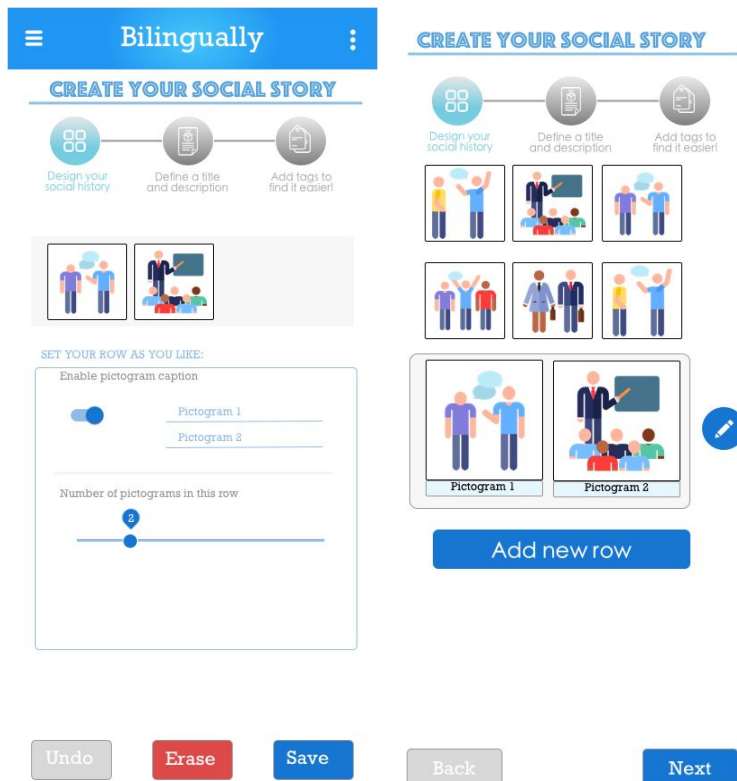 Bilingually
CREATE YOUR SOCIAL STORY
Design your
social history
Define a title
and description
Add tags to
find it easier!
SET YOUR ROW AS YOU LIKE:
Enable pictogram caption
Pictogram 1
Pictogram 2
Number of pictograms in this row
2
Undo
Erase
Save
CREATE YOUR SOCIAL STORY
Design your
social history
Define a title
and description
Add tags to
find it easier!
Pictogram 1
Pictogram 2
Add new row
Back
Next